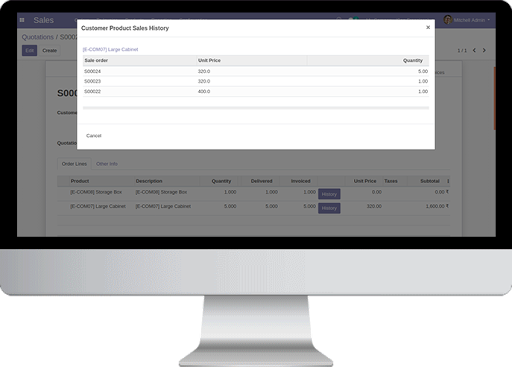 Sales
Mitchell Admin
Quotations / S0002
Edit Create
1 / 1
Customer Product Sales History ×
[E-COM07] Large Cabinet
Sale order Unit Price Quantity
S00024 320.0 5.00
S00023 320.0 1.00
S00022 400.0 1.00
Cancel
S00
Custome
Quotatio
Order Lines Other Info
Product Description Quantity Delivered Invoiced Unit Price Taxes Subtotal
[E-COM08] Storage Box [E-COM08] Storage Box 1.000 1.000 1.000 History 0.00 0.00 ₹
[E-COM07] Large Cabinet [E-COM07] Large Cabinet 5.000 5.000 5.000 History 320.00 1,600.00 ₹